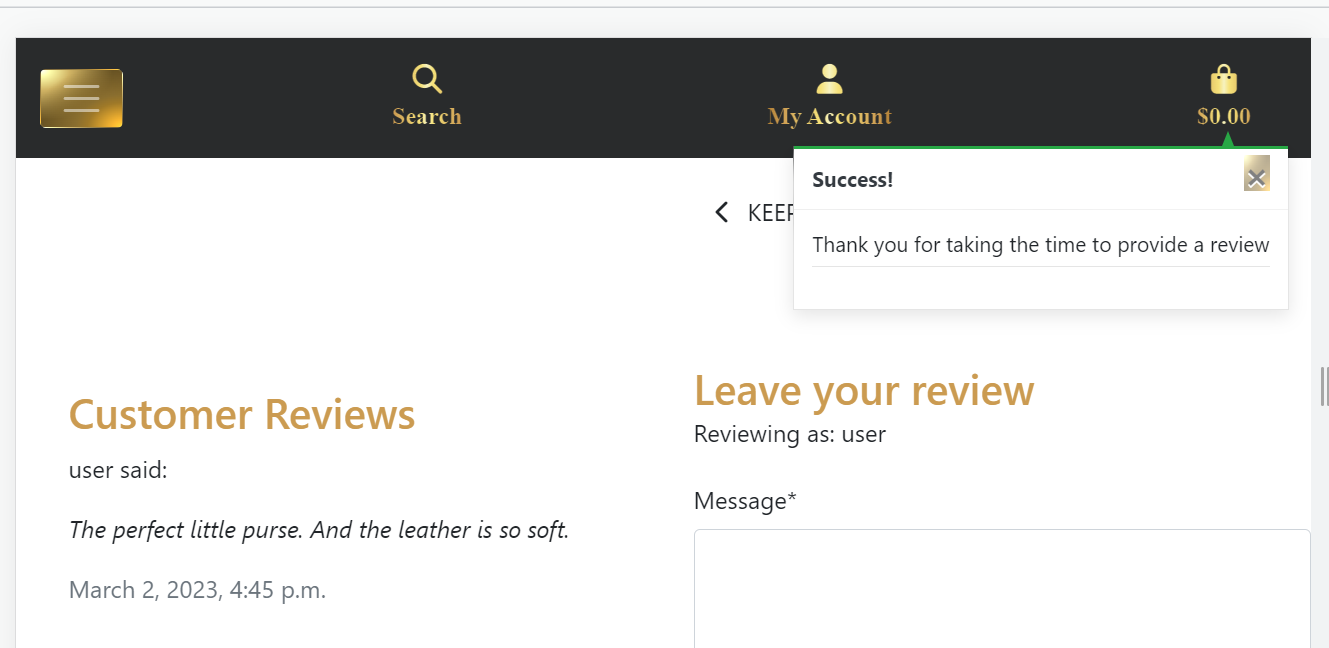 Search
My Account
$0.00
Success!
Thank you for taking the time to provide a review
Customer Reviews
user said:
The perfect little purse. And the leather is so soft.
March 2, 2023, 4:45 p.m.
Leave your review
Reviewing as: user
Message*